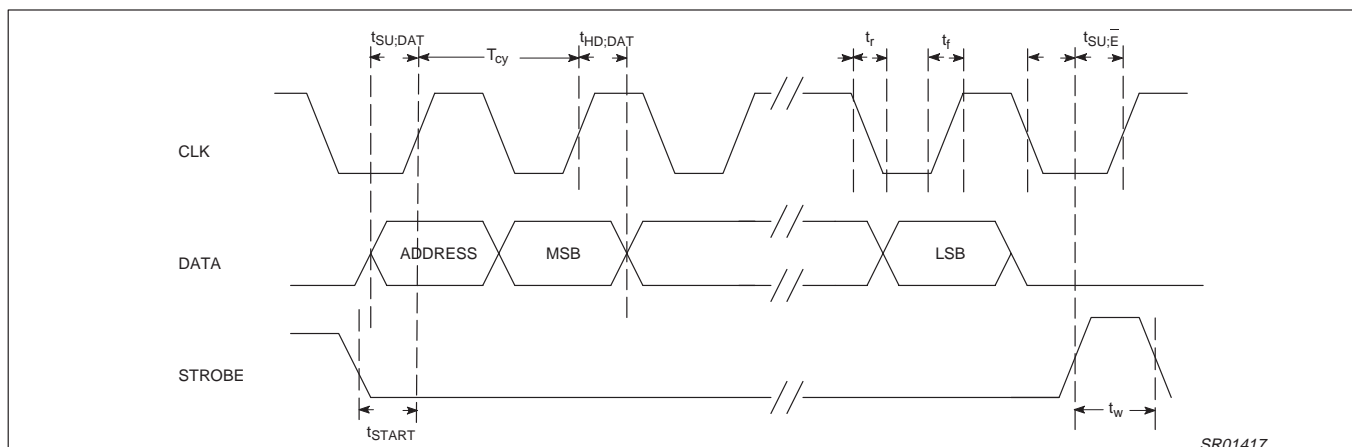 tSU;DAT
Tcy
tHD;DAT
tr
tf
tSU;E̅
CLK
DATA
ADDRESS
MSB
LSB
STROBE
tSTART
tw
SR01417